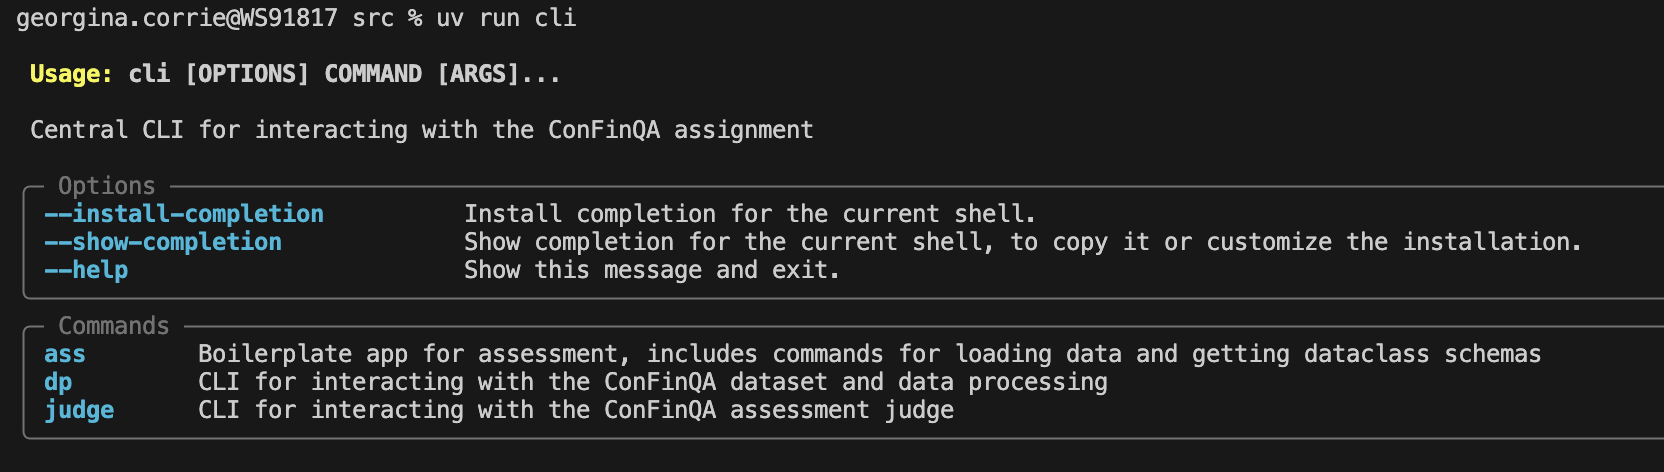 georgina.corrie@WS91817 src % uv run cli
Usage: cli [OPTIONS] COMMAND [ARGS]...
Central CLI for interacting with the ConFinQA assignment
Options
--install-completion Install completion for the current shell.
--show-completion Show completion for the current shell, to copy it or customize the installation.
--help Show this message and exit.
Commands
ass Boilerplate app for assessment, includes commands for loading data and getting dataclass schemas
dp CLI for interacting with the ConFinQA dataset and data processing
judge CLI for interacting with the ConFinQA assessment judge